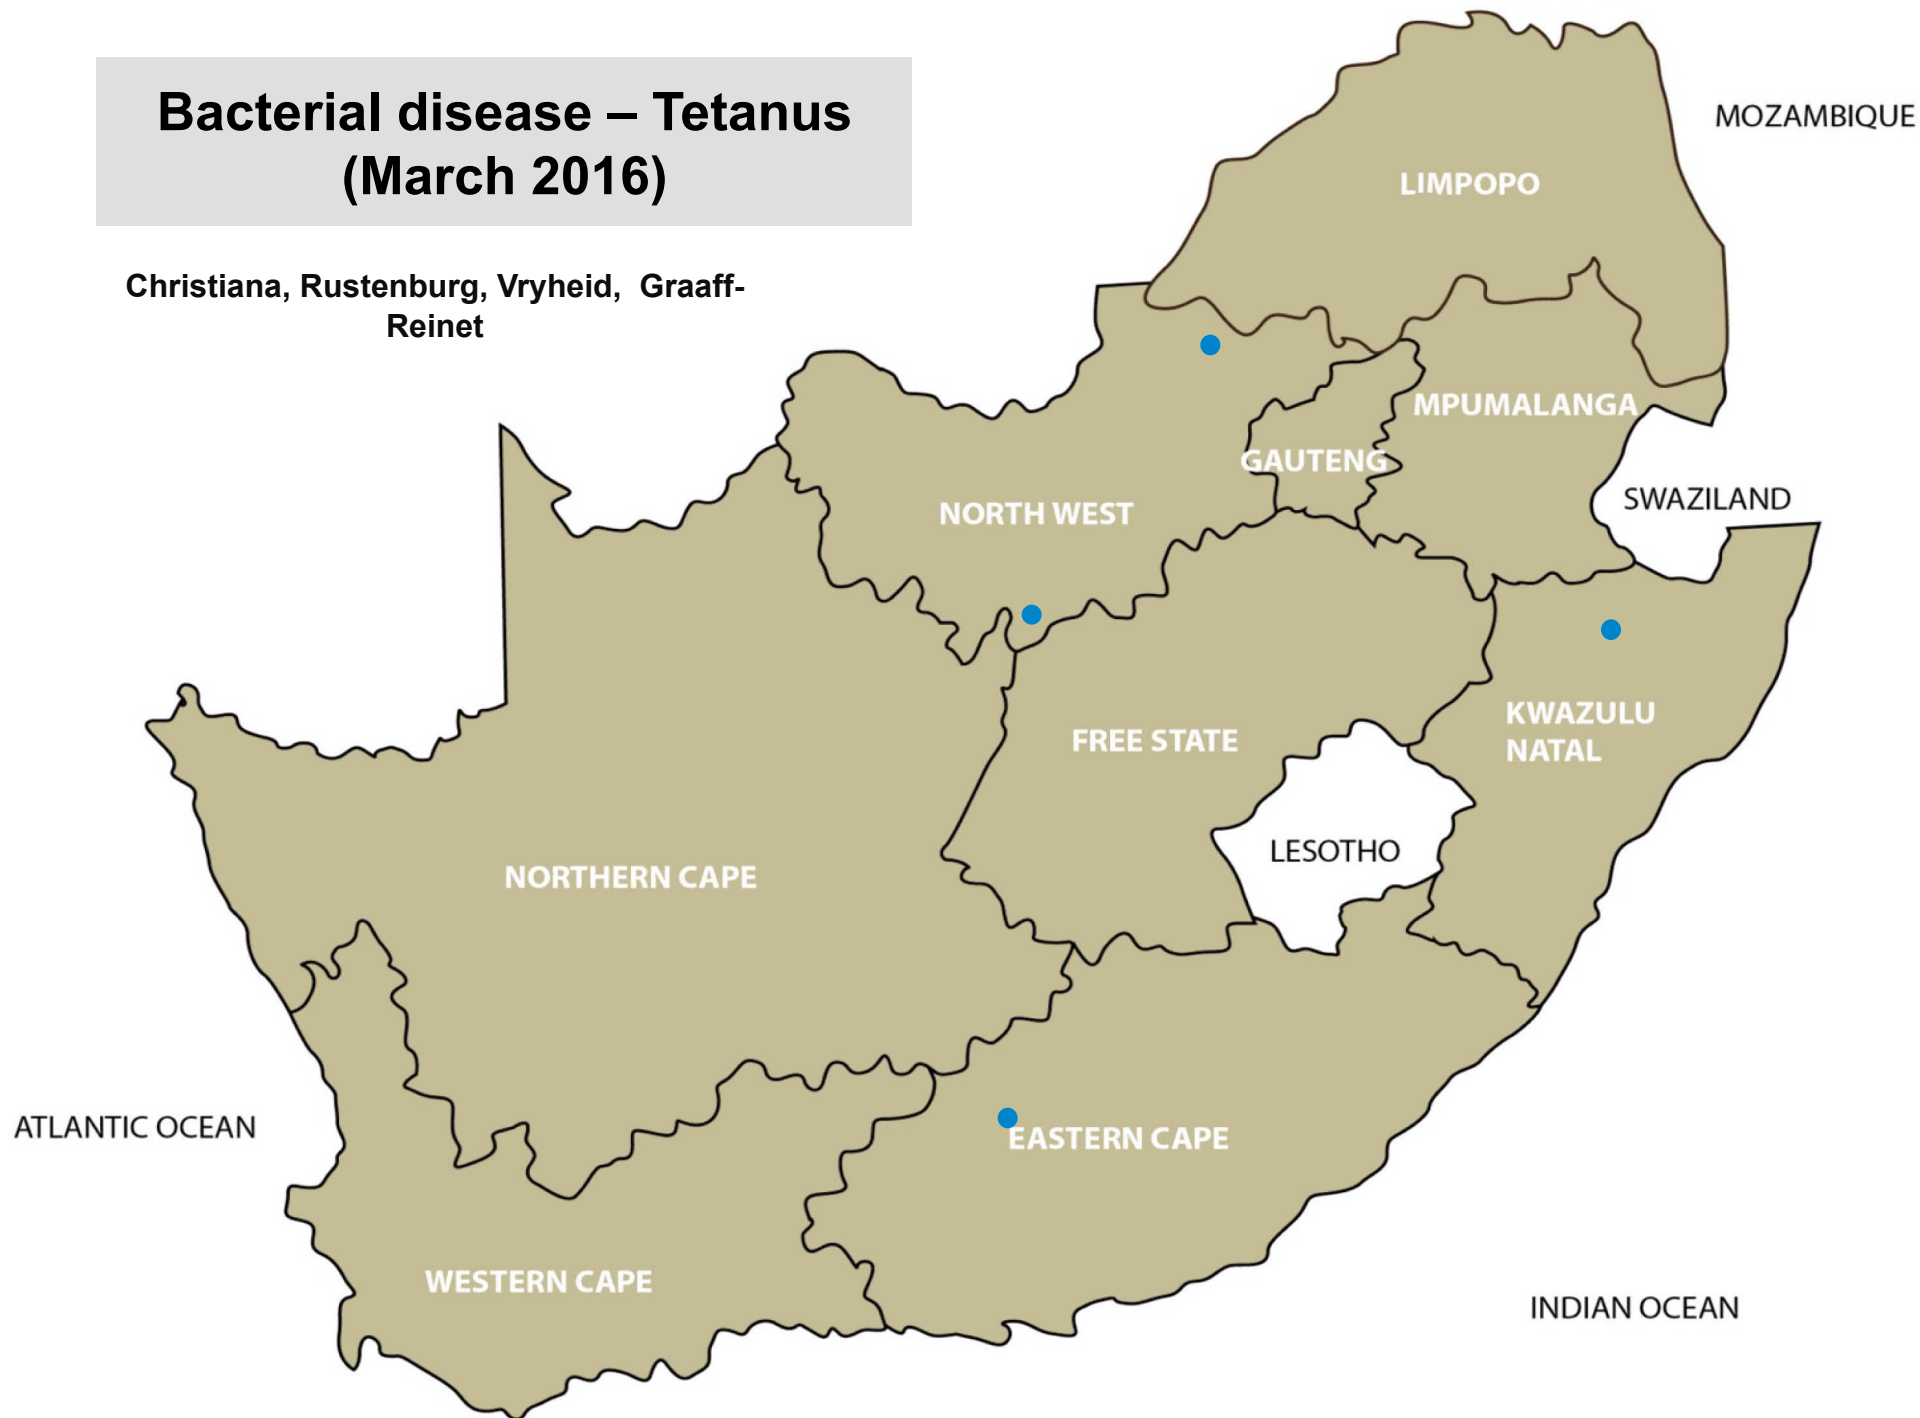 Bacterial disease – Tetanus
(March 2016)
Christiana, Rustenburg, Vryheid,  Graaff-
Reinet
MOZAMBIQUE
LIMPOPO
MPUMALANGA
GAUTENG
SWAZILAND
NORTH WEST
KWAZULU
NATAL
FREE STATE
LESOTHO
NORTHERN CAPE
ATLANTIC OCEAN
EASTERN CAPE
WESTERN CAPE
INDIAN OCEAN